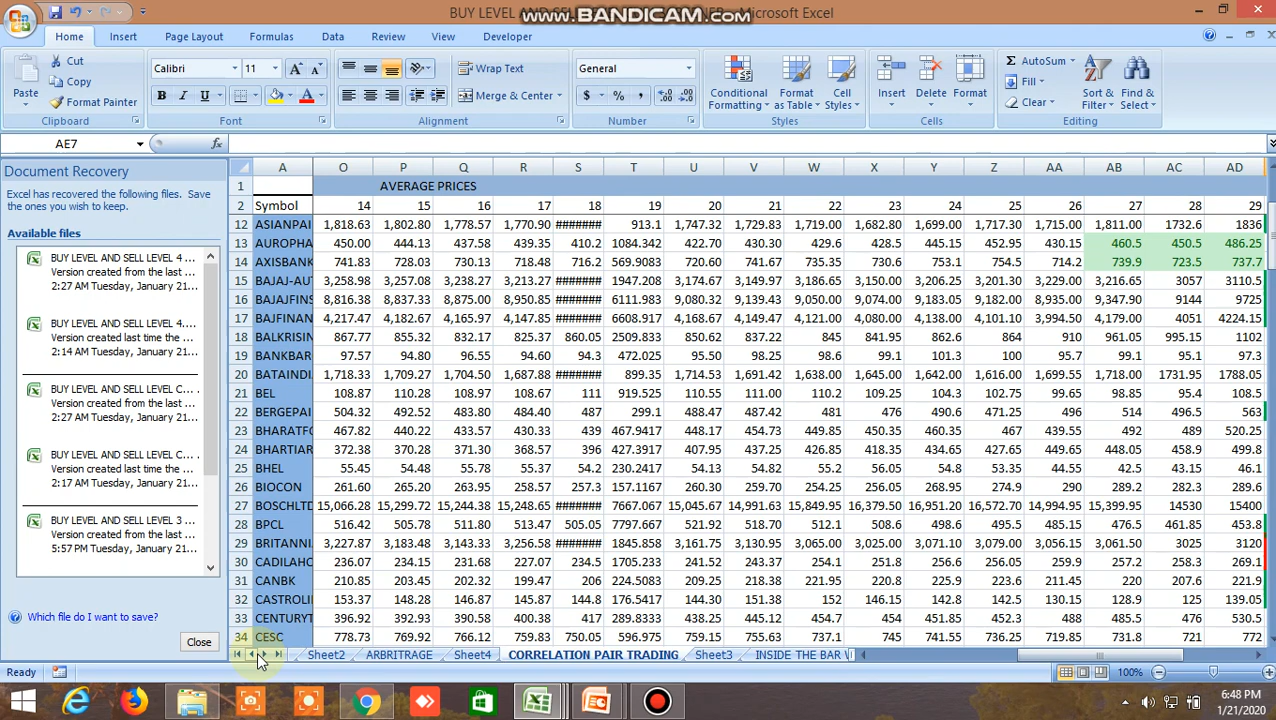 BUY LEVEL AND SEL
www.BANDICAM.com
Microsoft Excel
Home Insert Page Layout Formulas Data Review View Developer
Paste Cut Copy Format Painter Clipboard
Calibri 11 B I U A A A Font
Wrap Text Merge & Center Alignment
General $ % , Number
Conditional Formatting Format as Table Cell Styles Styles
Insert Delete Format Cells
AutoSum Fill Clear Sort & Filter Find & Select Editing
AE7 fx
Document Recovery
Excel has recovered the following files. Save
the ones you wish to keep.
Available files
BUY LEVEL AND SELL LEVEL 4 ...
Version created from the last ...
2:27 AM Tuesday, January 21...
BUY LEVEL AND SELL LEVEL 4....
Version created last time the ...
2:14 AM Tuesday, January 21...
BUY LEVEL AND SELL LEVEL C...
Version created from the last ...
2:27 AM Tuesday, January 21...
BUY LEVEL AND SELL LEVEL C...
Version created last time the ...
2:17 AM Tuesday, January 21...
BUY LEVEL AND SELL LEVEL 3 ...
Version created from the last ...
5:57 PM Tuesday, January 21...
Which file do I want to save?
Close
A O P Q R S T U V W X Y Z AA AB AC AD
1 AVERAGE PRICES
2 Symbol 14 15 16 17 18 19 20 21 22 23 24 25 26 27 28 29
12 ASIANPAI 1,818.63 1,802.80 1,778.57 1,770.90 ####### 913.1 1,747.32 1,729.83 1,719.00 1,682.80 1,699.00 1,717.30 1,715.00 1,811.00 1732.6 1836
13 AUROPHA 450.00 444.13 437.58 439.35 410.2 1084.342 422.70 430.30 429.6 428.5 445.15 452.95 430.15 460.5 450.5 486.25
14 AXISBANK 741.83 728.03 730.13 718.48 716.2 569.9083 720.60 741.67 735.35 730.6 753.1 754.5 714.2 739.9 723.5 737.7
15 BAJAJ-AUT 3,258.98 3,257.08 3,238.27 3,213.27 ####### 1947.208 3,174.67 3,149.97 3,186.65 3,150.00 3,206.25 3,201.30 3,229.00 3,216.65 3057 3110.5
16 BAJAJFINS 8,816.38 8,837.33 8,875.00 8,950.85 ####### 6111.983 9,080.32 9,139.43 9,050.00 9,074.00 9,183.05 9,182.00 8,935.00 9,347.90 9144 9725
17 BAJFINAN 4,217.47 4,182.67 4,165.97 4,147.85 ####### 6608.917 4,168.67 4,149.47 4,121.00 4,080.00 4,138.00 4,101.10 3,994.50 4,179.00 4051 4224.15
18 BALKRISIN 867.77 855.32 832.17 825.37 860.05 2509.833 850.62 837.22 845 841.95 862.8 864 910 961.05 995.15 1102
19 BANKBAR 97.57 94.80 96.55 94.60 94.3 472.025 95.50 98.25 98.6 99.1 101.3 100 95.7 99.1 95.1 97.3
20 BATAINDI 1,718.33 1,709.27 1,704.50 1,687.88 ####### 899.35 1,714.53 1,691.42 1,638.00 1,645.00 1,642.00 1,616.00 1,699.55 1,718.00 1731.95 1788.05
21 BEL 108.87 110.28 108.97 108.67 111 919.525 110.55 111.00 110.2 109.25 104.3 102.75 99.65 98.85 95.4 108.5
22 BERGEPAI 504.32 492.52 483.80 484.40 487 299.1 488.47 487.42 481 476 490.6 471.25 496 514 496.5 563
23 BHARATFO 467.82 440.22 433.57 430.33 439 467.9417 448.17 454.73 451.9 450.35 460.35 467 439.55 492 489 520.25
24 BHARTIAR 372.38 370.28 371.30 368.57 396 312.4327 407.95 437.25 426.85 418.35 434.35 427.65 449.65 448.05 458.9 499.8
25 BHEL 55.45 54.48 55.78 55.37 54.2 230.2417 54.13 54.82 55.2 56.05 54.8 53.35 44.55 42.5 43.15 46.1
26 BIOCON 261.60 260.35 263.95 258.57 257.3 157.1167 260.30 259.70 254.25 256.05 268.95 274.9 290 289.1 282.3 289.6
27 BOSCHLTD 15,066.28 15,299.72 15,244.38 15,248.65 ####### 7667.067 15,045.67 14,991.63 15,849.95 16,379.50 16,951.20 16,571.75 14,994.95 15,399.95 14530 15400
28 BPCL 516.42 505.78 511.80 513.47 505.05 7797.667 521.92 518.70 512.1 508.6 498.6 495.5 485.15 476.5 461.85 453.8
29 BRITANNI 3,227.87 3,183.48 3,143.33 3,256.58 ####### 1845.858 3,161.75 3,130.95 3,065.00 3,025.00 3,071.10 3,079.00 3,056.15 3,061.50 3025 3120
30 CADILAHC 236.07 234.15 231.68 227.07 234.5 1705.233 241.52 243.37 254.1 251.8 256.6 256.05 259.9 257.2 258.3 269.1
31 CANBK 210.85 203.45 202.32 199.47 206 224.5083 209.25 218.38 221.95 220.8 225.9 223.6 211.45 220 207.6 221.9
32 CASTROLI 153.37 148.28 146.87 145.87 144.8 176.5417 144.30 151.38 152 146.15 142.8 142.5 130.15 128.9 125 139.05
33 CENTURYT 396.92 392.93 390.58 400.38 417 289.8333 438.28 445.12 454.7 454 451.85 445.5 452.2 496.5 494.1 594.45
34 CESC 778.73 769.92 766.12 759.83 750.05 596.975 759.15 755.63 737.1 745 741.55 736.25 719.85 731.8 721 772
Sheet2 ARBITRAGE Sheet4 CORRELATION PAIR TRADING Sheet3 INSIDE THE BAR
Ready 100%
6:48 PM
1/21/2020